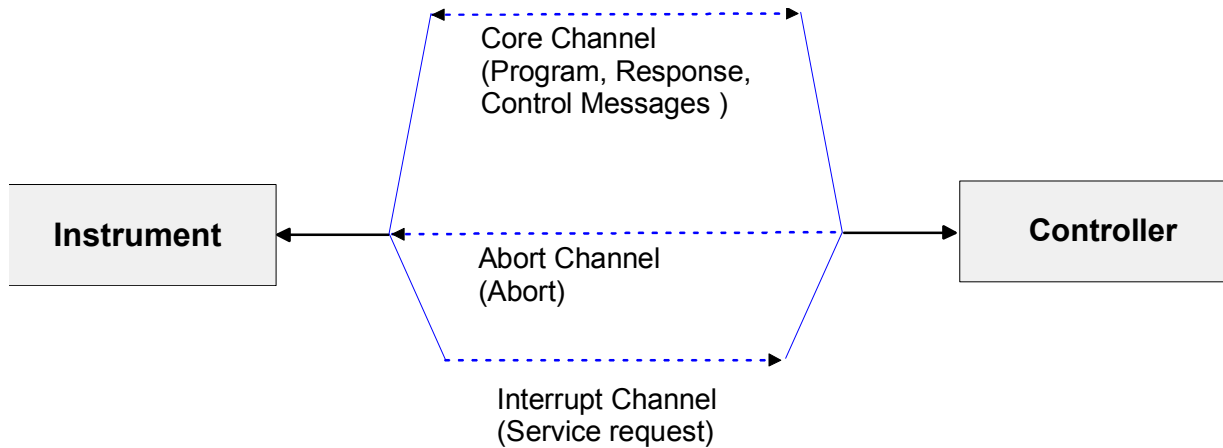 Core Channel
(Program, Response,
Control Messages )
Instrument
Controller
Abort Channel
(Abort)
Interrupt Channel
(Service request)